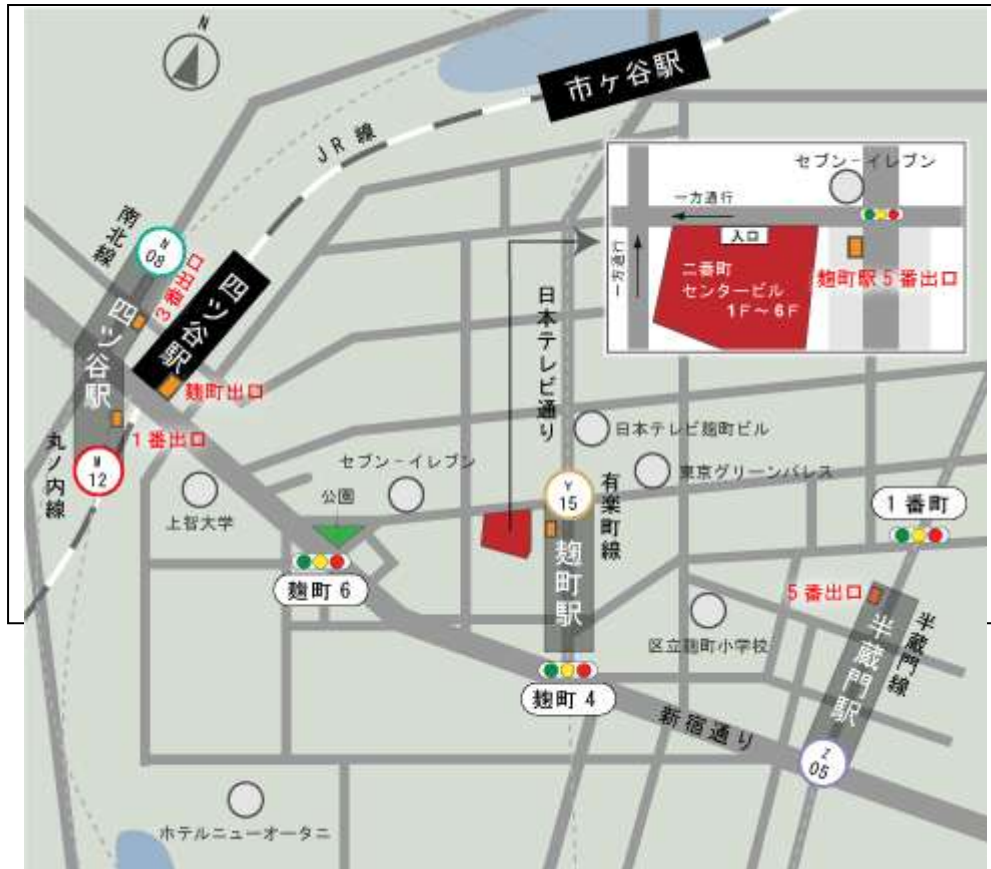 N
市ヶ谷駅
JR線
セブン-イレブン
一方通行
入口
一方通行
二番町
センタービル
1F～6F
麹町駅5番出口
南北線
N
08
3番出口
四ツ谷駅
四ツ谷駅
麹町出口
1番出口
丸ノ内線
M
12
日本テレビ通り
日本テレビ麹町ビル
セブン-イレブン
東京グリーンパレス
公園
上智大学
Y
15
有楽町線
1番町
麹町駅
麹町6
5番出口
半蔵門線
半蔵門駅
区立麹町小学校
麹町4
新宿通り
Z
05
ホテルニューオータニ